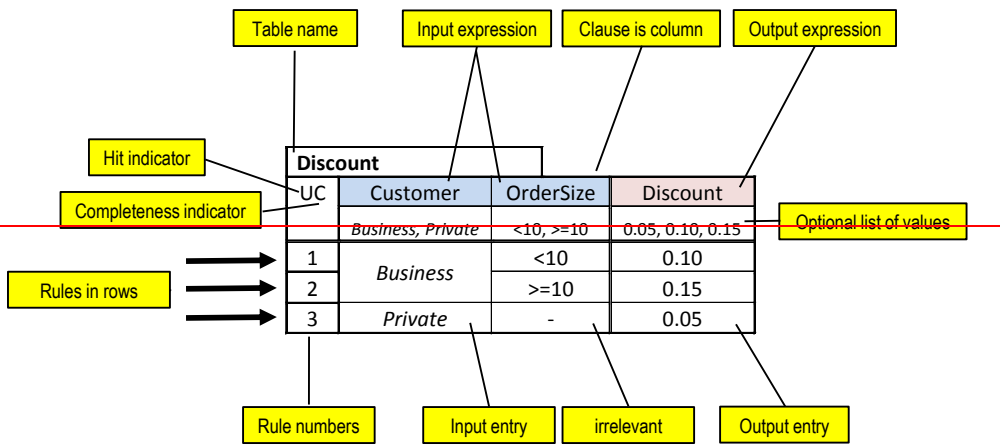 Table name
Input expression
Clause is column
Output expression
Hit indicator
Discount
UC
Customer
OrderSize
Discount
Completeness indicator
Business, Private
<10, >=10
0.05, 0.10, 0.15
Optional list of values
Rules in rows
1
Business
<10
0.10
2
>=10
0.15
3
Private
-
0.05
Rule numbers
Input entry
irrelevant
Output entry